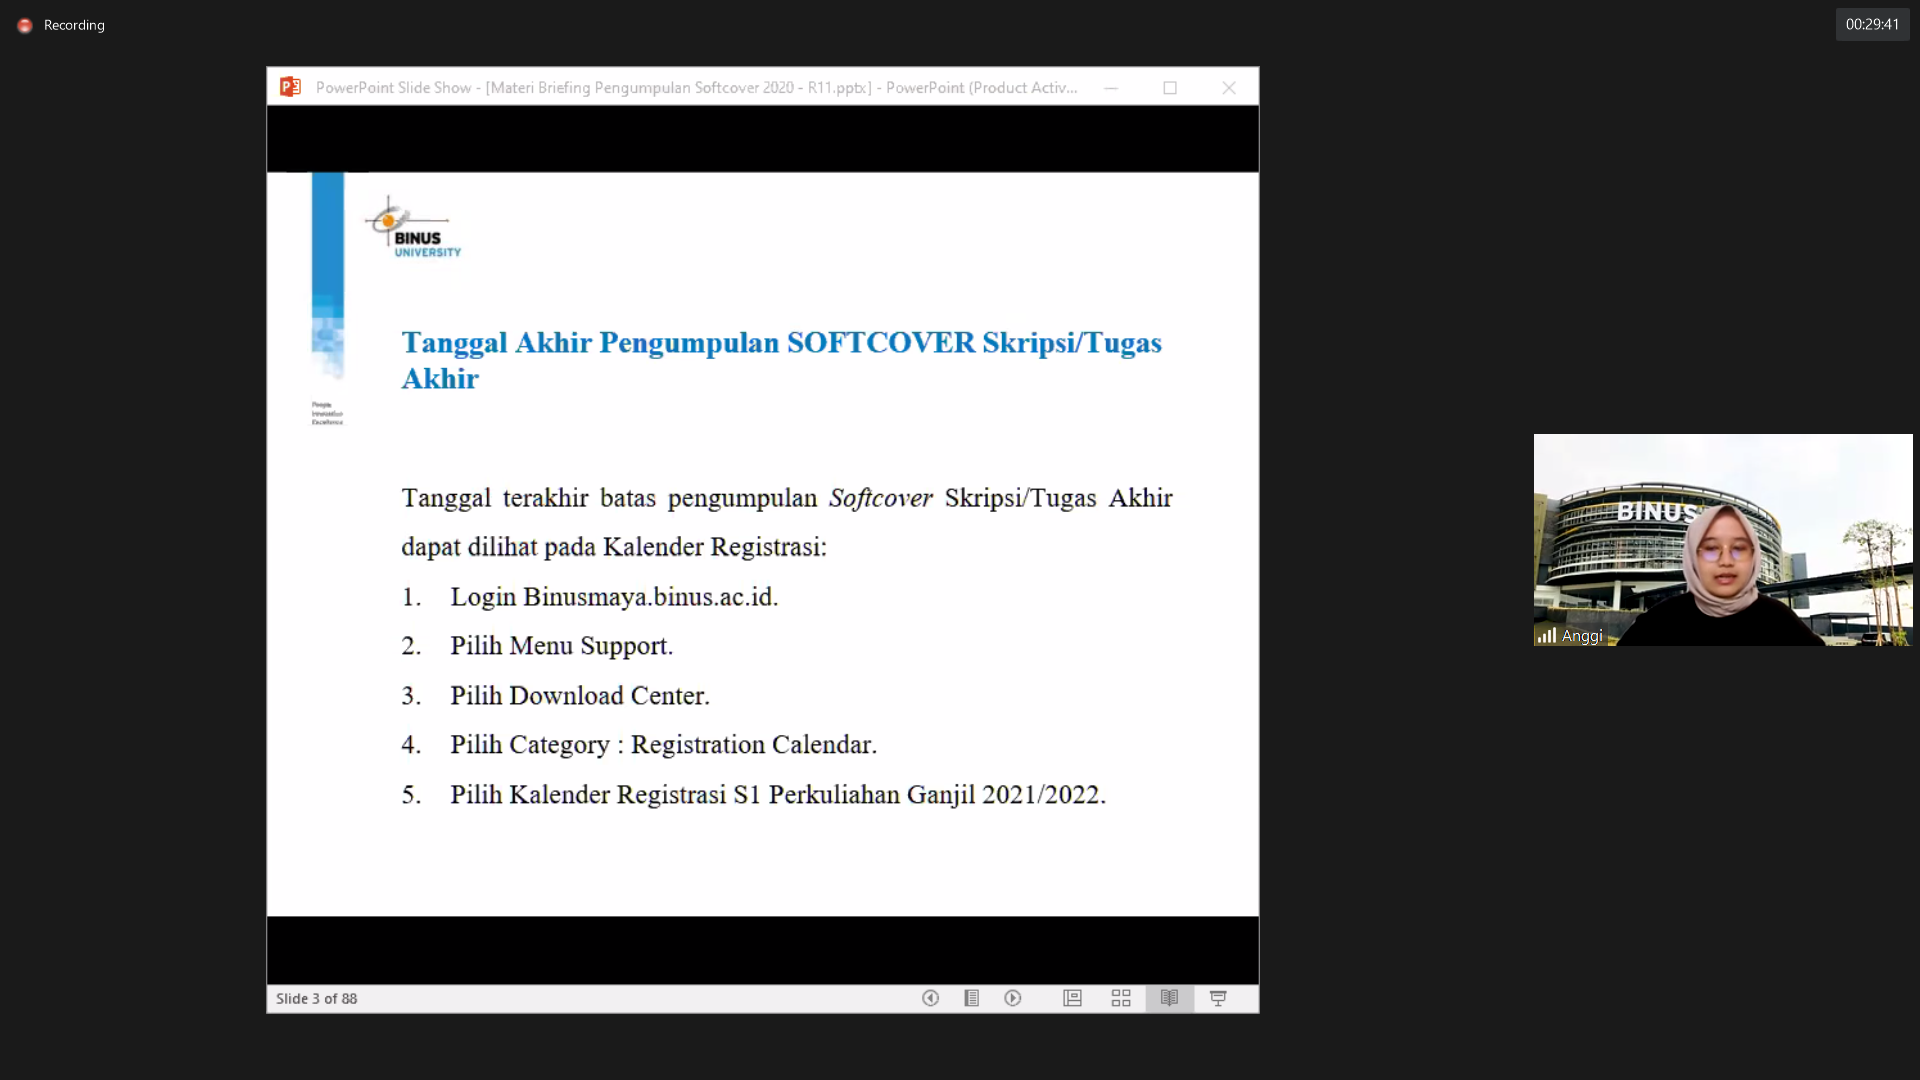 Recording
00:29:41
PowerPoint Slide Show - [Materi Briefing Pengumpulan Softcover 2020 - R11.pptx] - PowerPoint (Product Activ...
BINUS
UNIVERSITY
Tanggal Akhir Pengumpulan SOFTCOVER Skripsi/Tugas
Akhir
People
Innovation
Excellence
Tanggal terakhir batas pengumpulan Softcover Skripsi/Tugas Akhir
dapat dilihat pada Kalender Registrasi:
1. Login Binusmaya.binus.ac.id.
2. Pilih Menu Support.
3. Pilih Download Center.
4. Pilih Category : Registration Calendar.
5. Pilih Kalender Registrasi S1 Perkuliahan Ganjil 2021/2022.
BINUS
Anggi
Slide 3 of 88